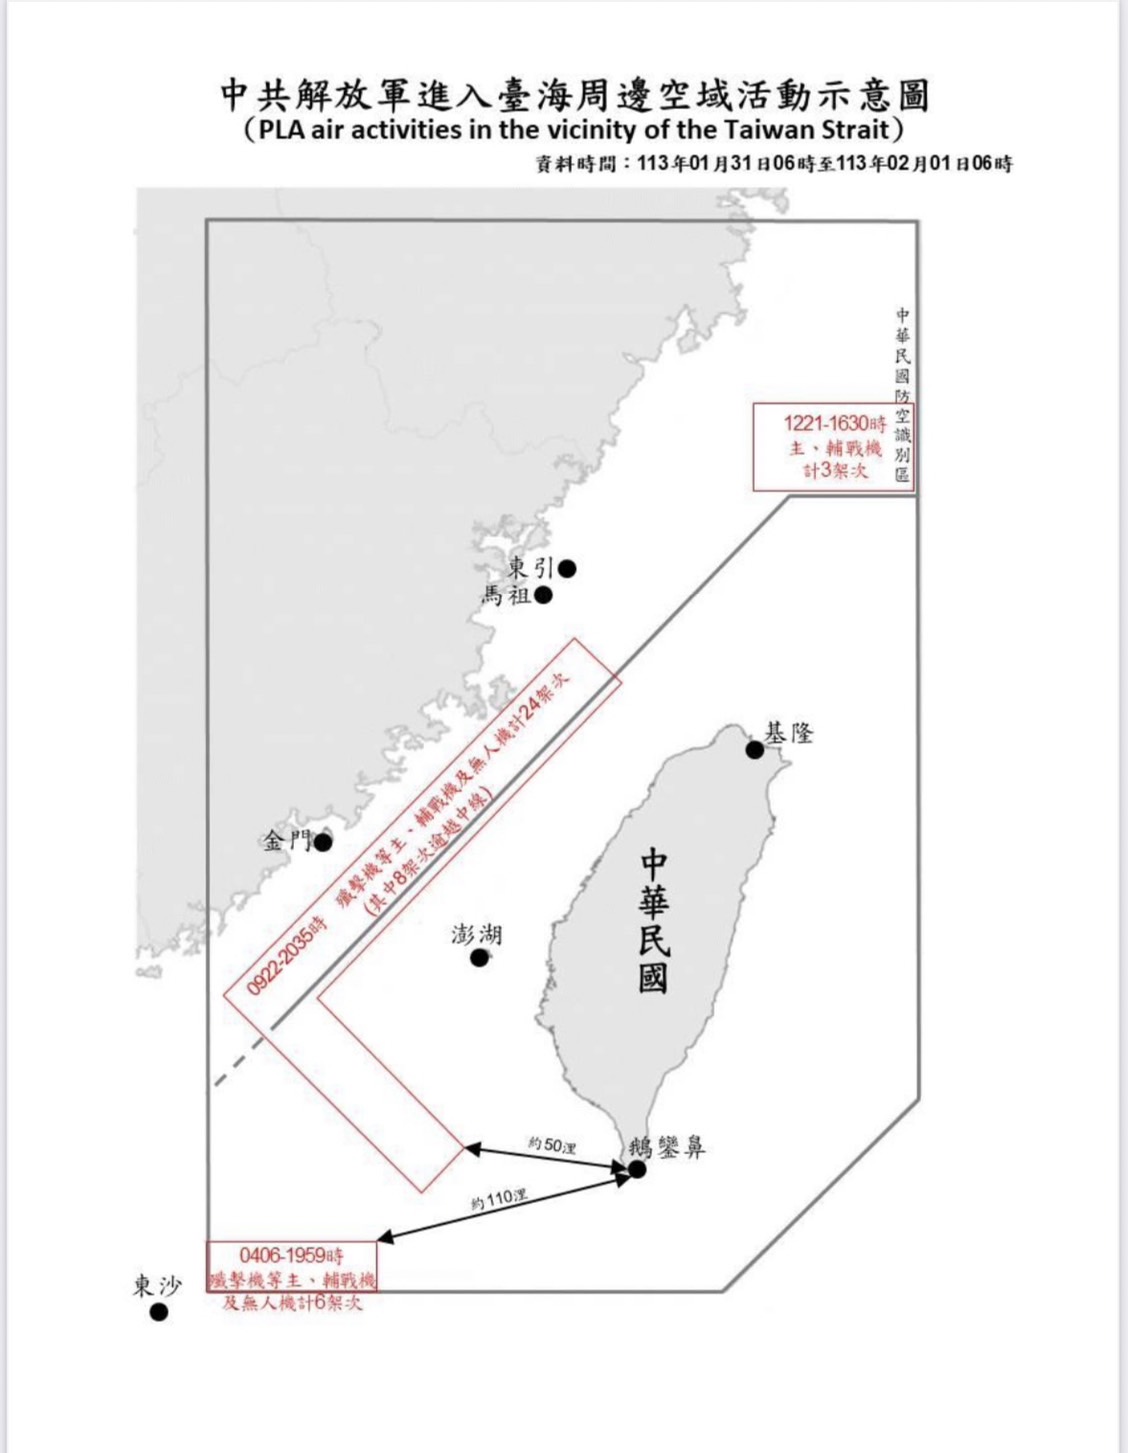 中共解放軍進入臺海周邊空域活動示意圖
(PLA air activities in the vicinity of the Taiwan Strait)
資料時間：113年01月31日06時至113年02月01日06時
中華民國防空識別區
1221-1630時
主、輔戰機
計3架次
東引
馬祖
0922-2035時 殲擊機等主、輔戰機及無人機計24架次
(其中8架次逾越中線)
基隆
金門
中華民國
澎湖
鵝鑾鼻
約50浬
約110浬
0406-1959時
殲擊機等主、輔戰機
及無人機計6架次
東沙